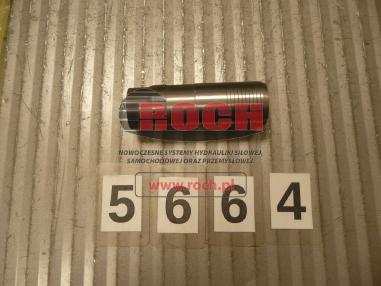 ROCH
NOWOCZESNE SYSTEMY HYDRAULIKI SIŁOWEJ,
SAMOCHODOWEJ ORAZ PRZEMYSŁOWEJ
www.roch.pl
5 6 6 4